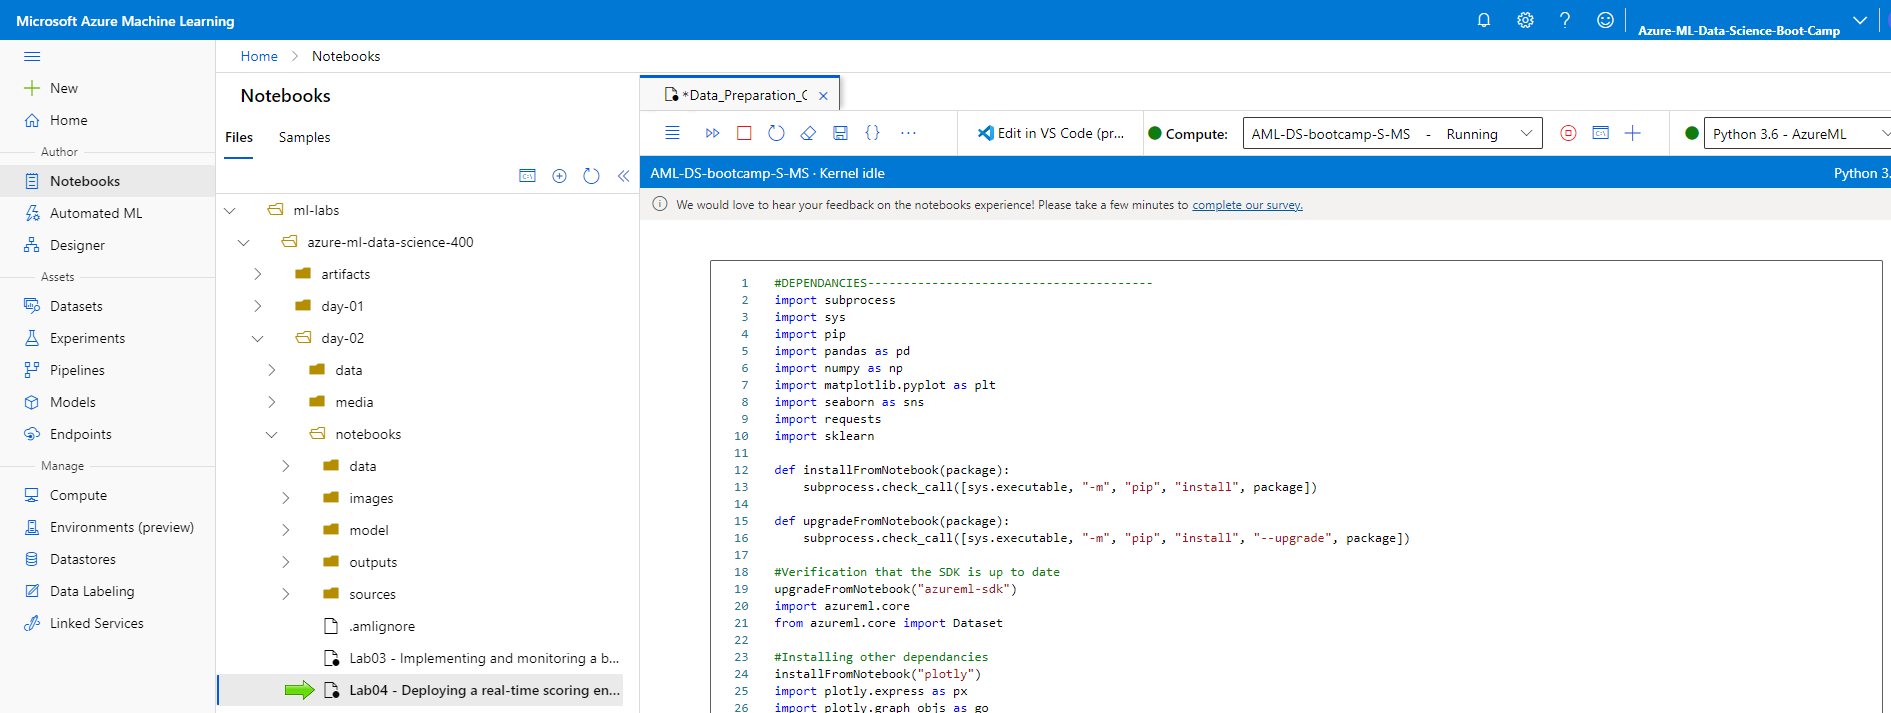 Microsoft Azure Machine Learning
Azure-ML-Data-Science-Boot-Camp
New
Home
Author
Notebooks
Automated ML
Designer
Assets
Datasets
Experiments
Pipelines
Models
Endpoints
Manage
Compute
Environments (preview)
Datastores
Data Labeling
Linked Services
Home > Notebooks
Notebooks
Files Samples
ml-labs
azure-ml-data-science-400
artifacts
day-01
day-02
data
media
notebooks
data
images
model
outputs
sources
.amlignore
Lab03 - Implementing and monitoring a b...
Lab04 - Deploying a real-time scoring en...
*Data_Preparation_C
Edit in VS Code (pr... Compute: AML-DS-bootcamp-S-MS - Running Python 3.6 - AzureML
AML-DS-bootcamp-S-MS · Kernel idle Python 3.
We would love to hear your feedback on the notebooks experience! Please take a few minutes to complete our survey.
1 #DEPENDANCIES----------------------------------------
2 import subprocess
3 import sys
4 import pip
5 import pandas as pd
6 import numpy as np
7 import matplotlib.pyplot as plt
8 import seaborn as sns
9 import requests
10 import sklearn
11
12 def installFromNotebook(package):
13 subprocess.check_call([sys.executable, "-m", "pip", "install", package])
14
15 def upgradeFromNotebook(package):
16 subprocess.check_call([sys.executable, "-m", "pip", "install", "--upgrade", package])
17
18 #Verification that the SDK is up to date
19 upgradeFromNotebook("azureml-sdk")
20 import azureml.core
21 from azureml.core import Dataset
22
23 #Installing other dependancies
24 installFromNotebook("plotly")
25 import plotly.express as px
26 import plotly.graph_objs as go